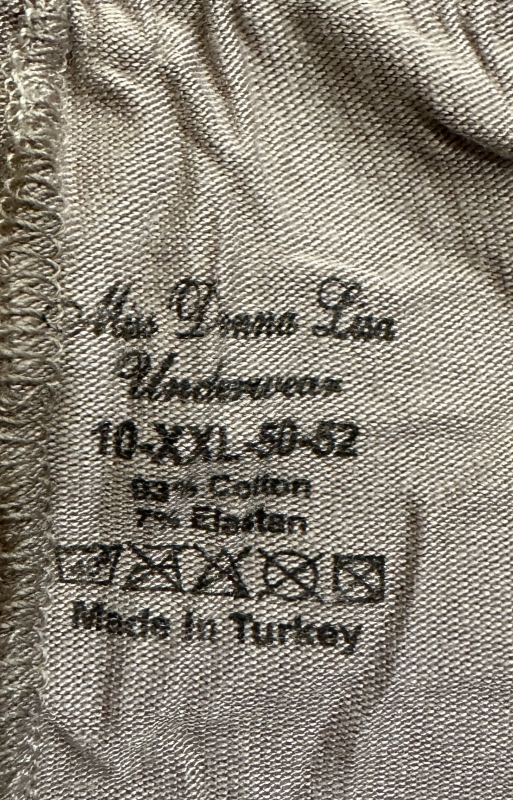 Miss Donna Lisa
Underwear
10-XXL-50-52
93% Cotton
7% Elastan
Made In Turkey